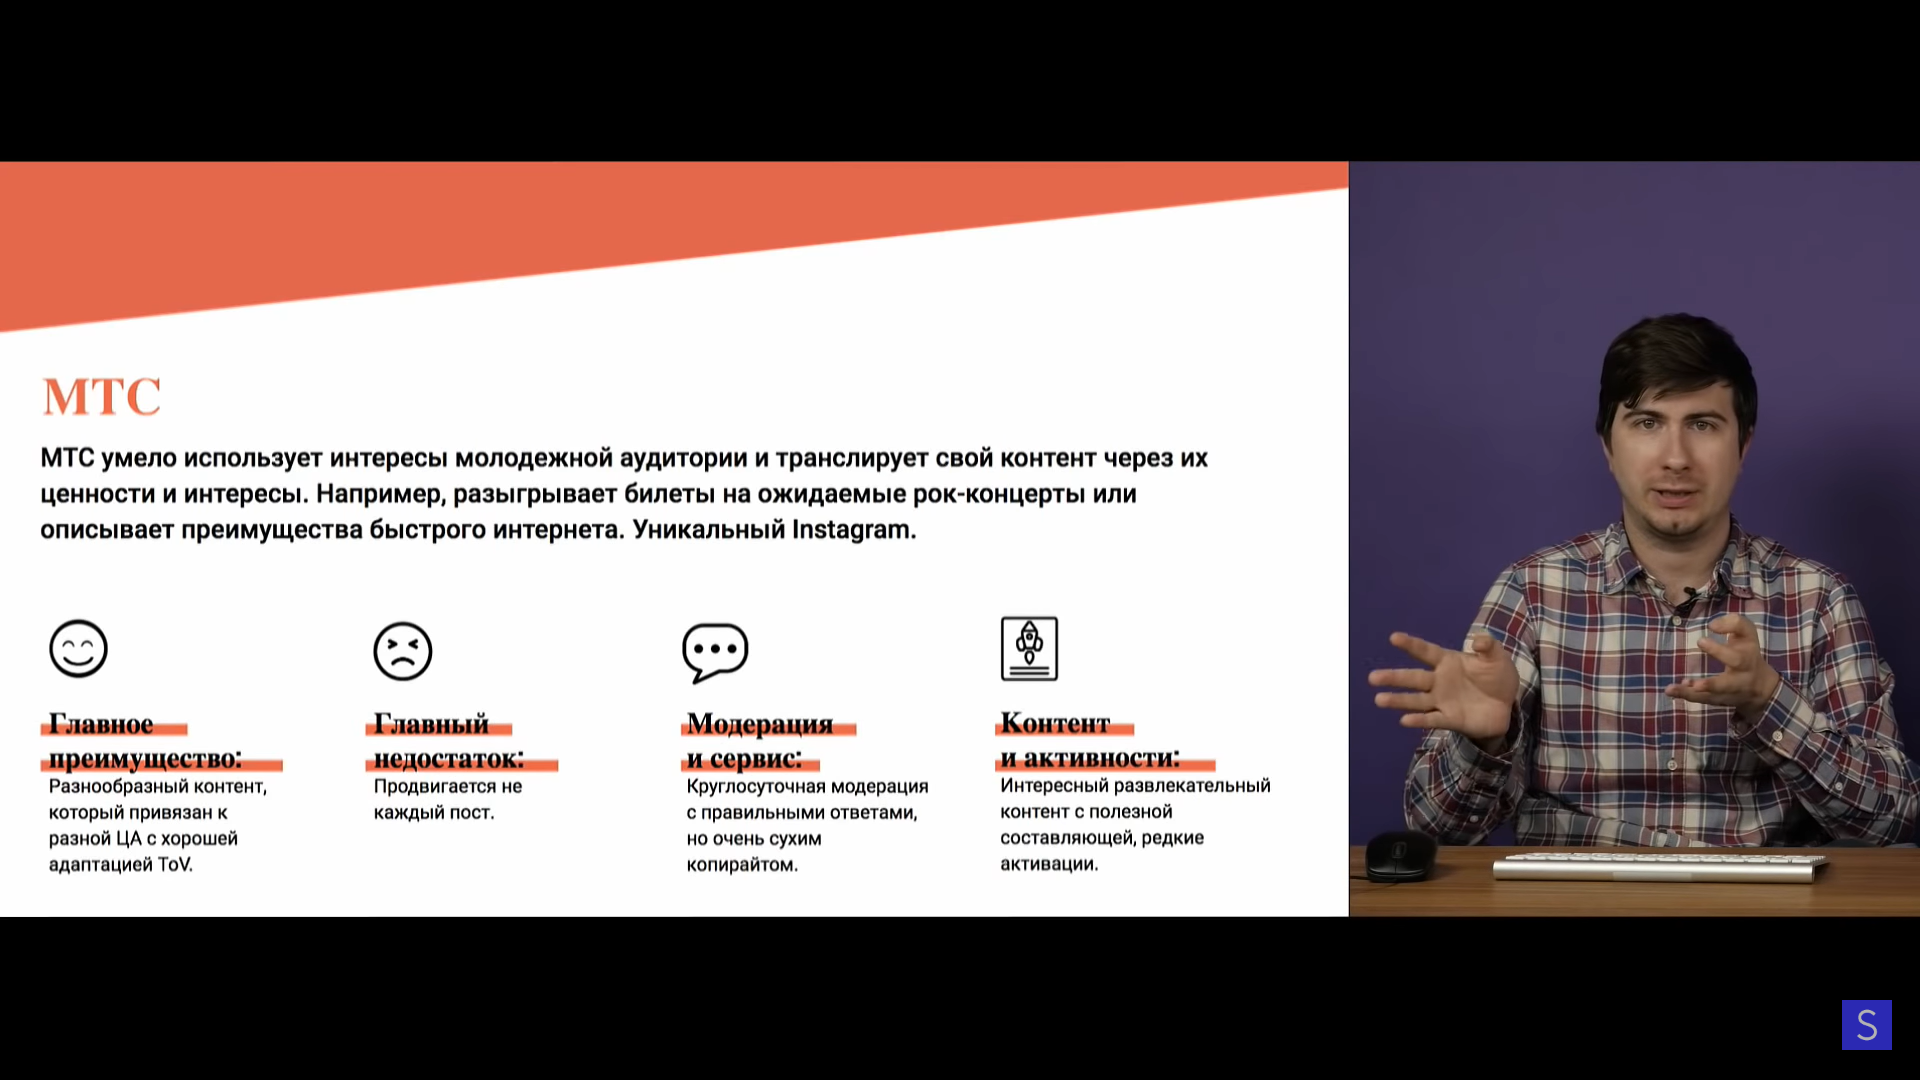 МТС
МТС умело использует интересы молодежной аудитории и транслирует свой контент через их
ценности и интересы. Например, разыгрывает билеты на ожидаемые рок-концерты или
описывает преимущества быстрого интернета. Уникальный Instagram.
Главное
преимущество:
Разнообразный контент,
который привязан к
разной ЦА с хорошей
адаптацией ToV.
Главный
недостаток:
Продвигается не
каждый пост.
Модерация
и сервис:
Круглосуточная модерация
с правильными ответами,
но очень сухим
копирайтом.
Контент
и активности:
Интересный развлекательный
контент с полезной
составляющей, редкие
активации.
S